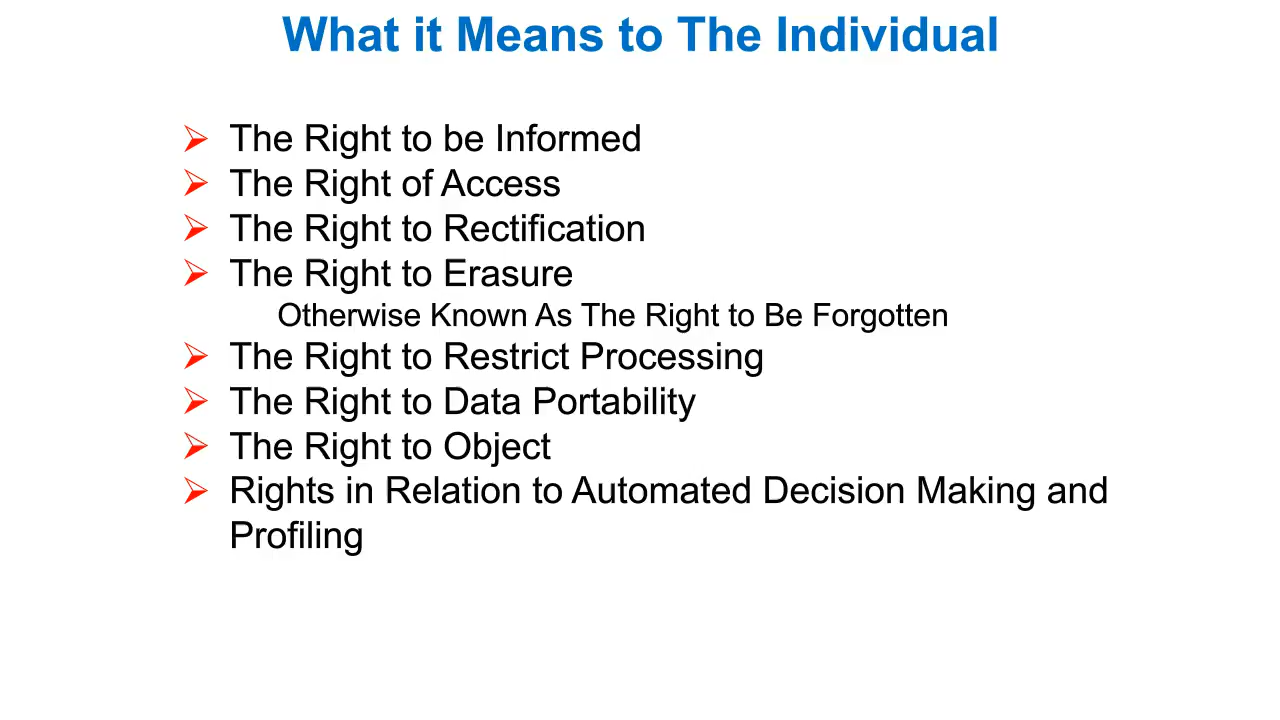 What it Means to The Individual
The Right to be Informed
The Right of Access
The Right to Rectification
The Right to Erasure
Otherwise Known As The Right to Be Forgotten
The Right to Restrict Processing
The Right to Data Portability
The Right to Object
Rights in Relation to Automated Decision Making and
Profiling